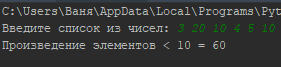 C:\Users\Ваня\AppData\Local\Programs\Pyt
Введите список из чисел: 3 20 10 4 5 10
Произведение элементов < 10 = 60